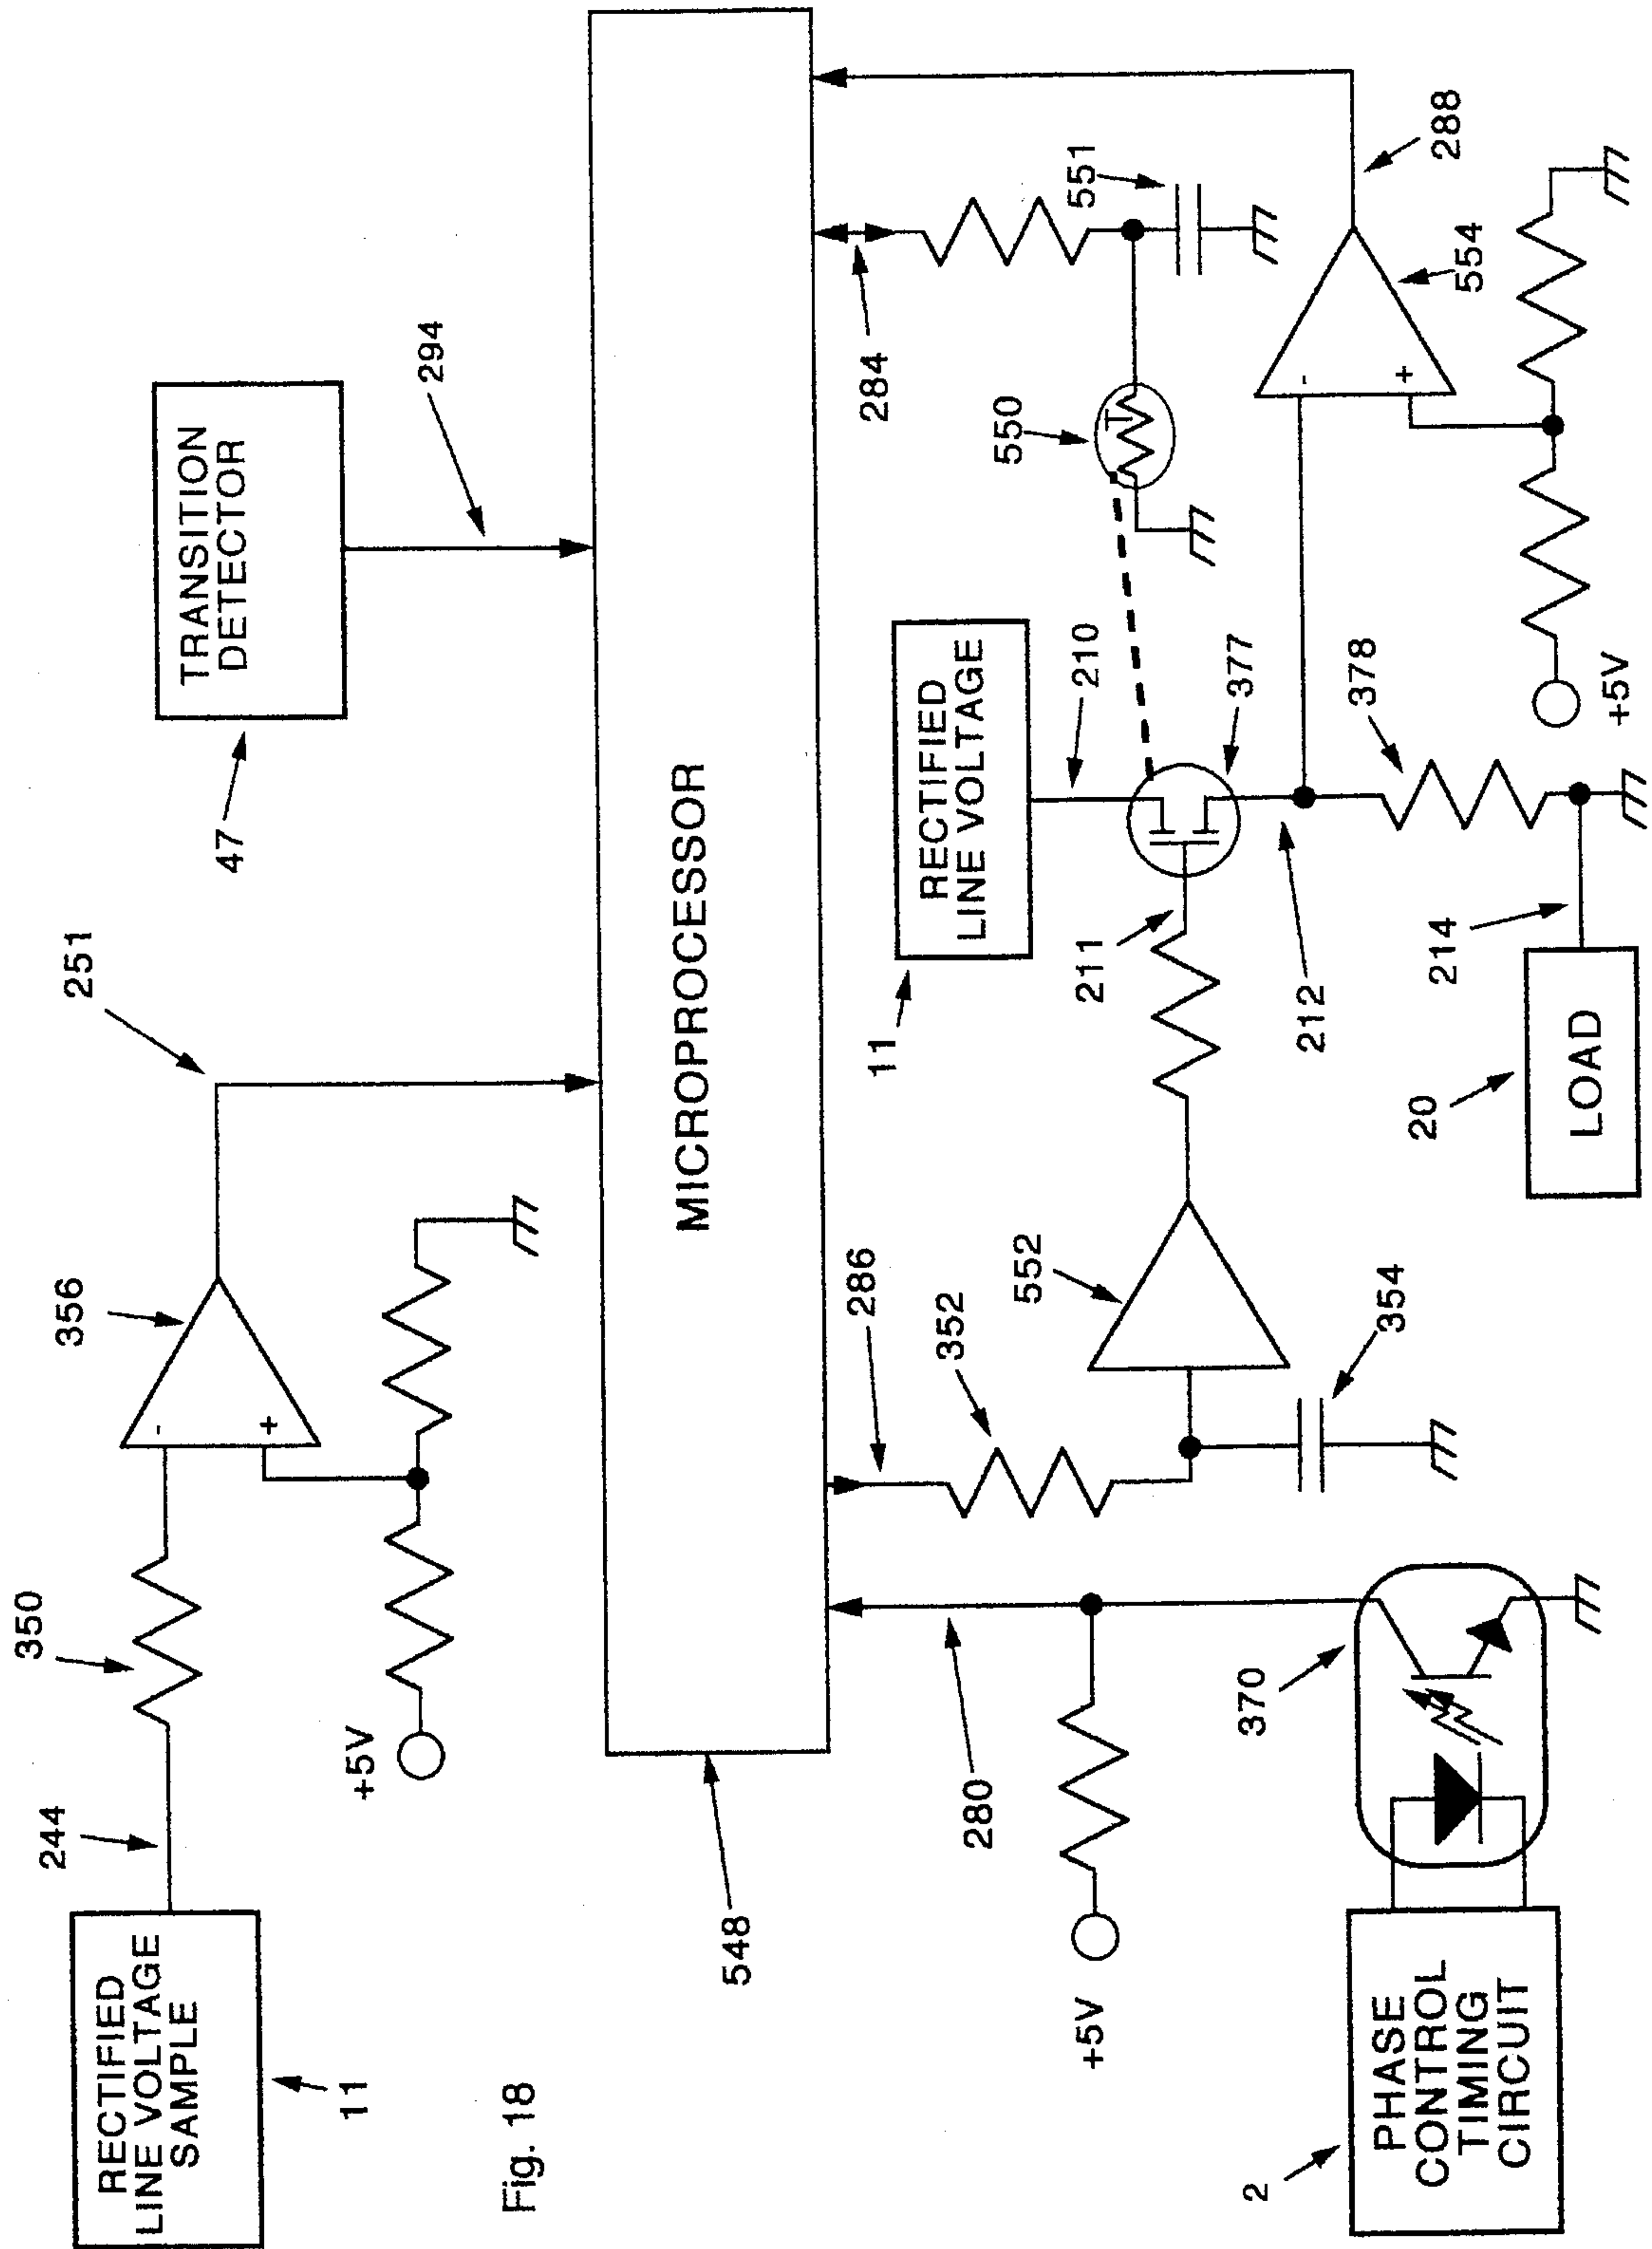 RECTIFIED
LINE VOLTAGE
SAMPLE
11
244
350
356
-
+
+5V
251
TRANSITION
DETECTOR
47
294
Fig. 18
548
MICROPROCESSOR
PHASE
CONTROL
TIMING
CIRCUIT
2
+5V
280
370
286
352
552
354
RECTIFIED
LINE VOLTAGE
11
210
211
377
212
378
LOAD
20
214
550
T
284
551
-
+
554
288
+5V